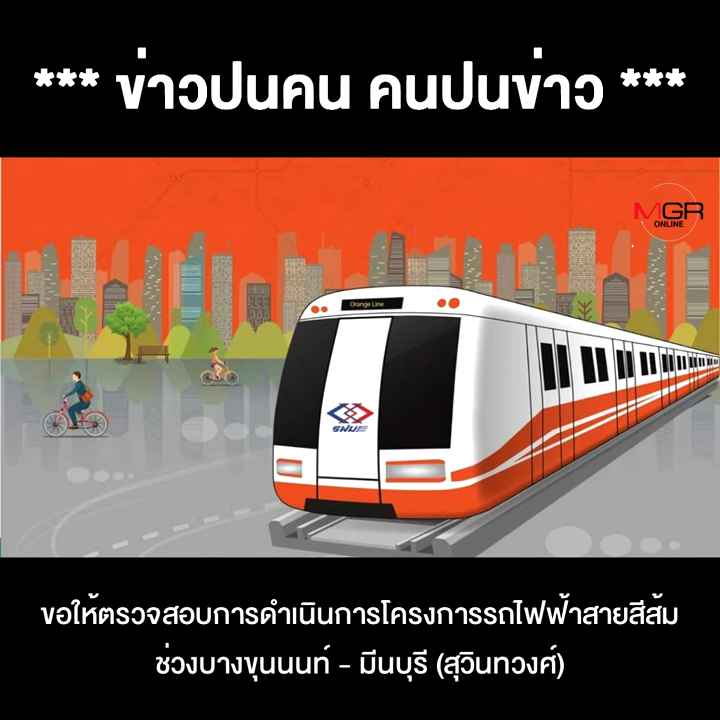 *** ข่าวปนคน คนปนข่าว ***
MGR
ONLINE
Orange Line
รฟม
ขอให้ตรวจสอบการดำเนินการโครงการรถไฟฟ้าสายสีส้ม
ช่วงบางขุนนนท์ - มีนบุรี (สุวินทวงศ์)